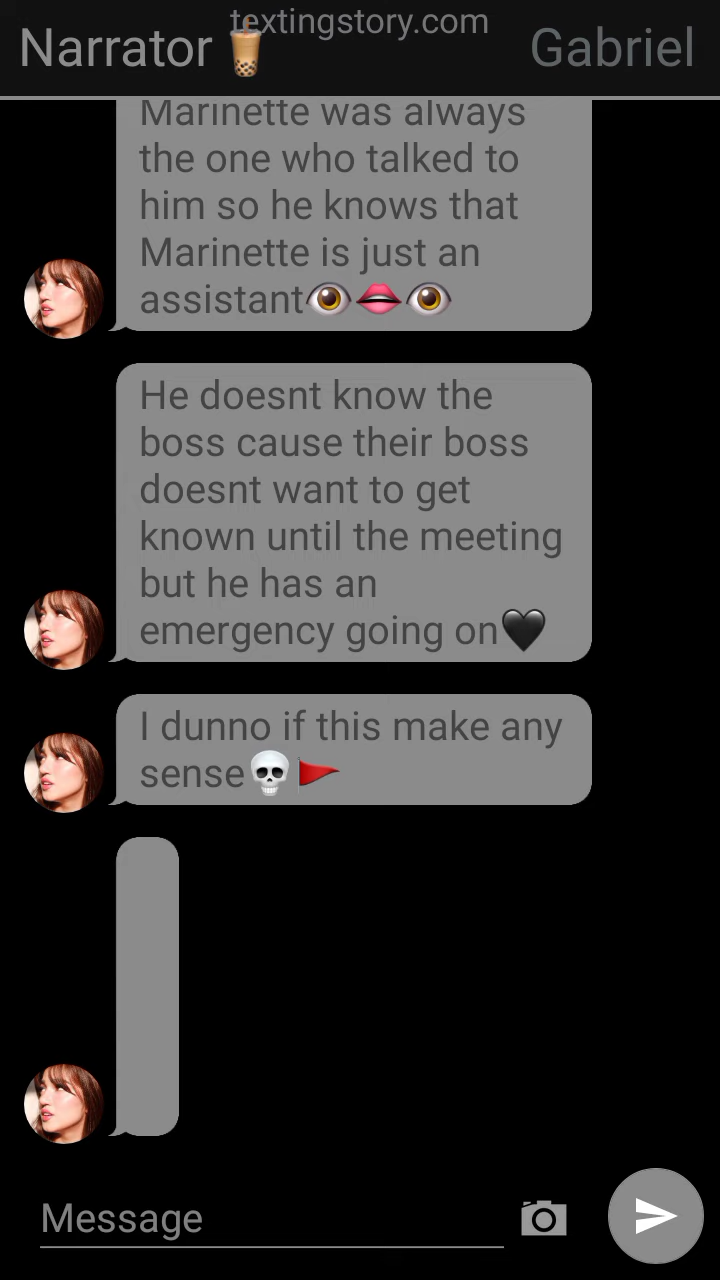 textingstory.com
Narrator🧋 Gabriel
Marinette was always
the one who talked to
him so he knows that
Marinette is just an
assistant👁️👄👁️
He doesnt know the
boss cause their boss
doesnt want to get
known until the meeting
but he has an
emergency going on🖤
I dunno if this make any
sense💀🚩
Message